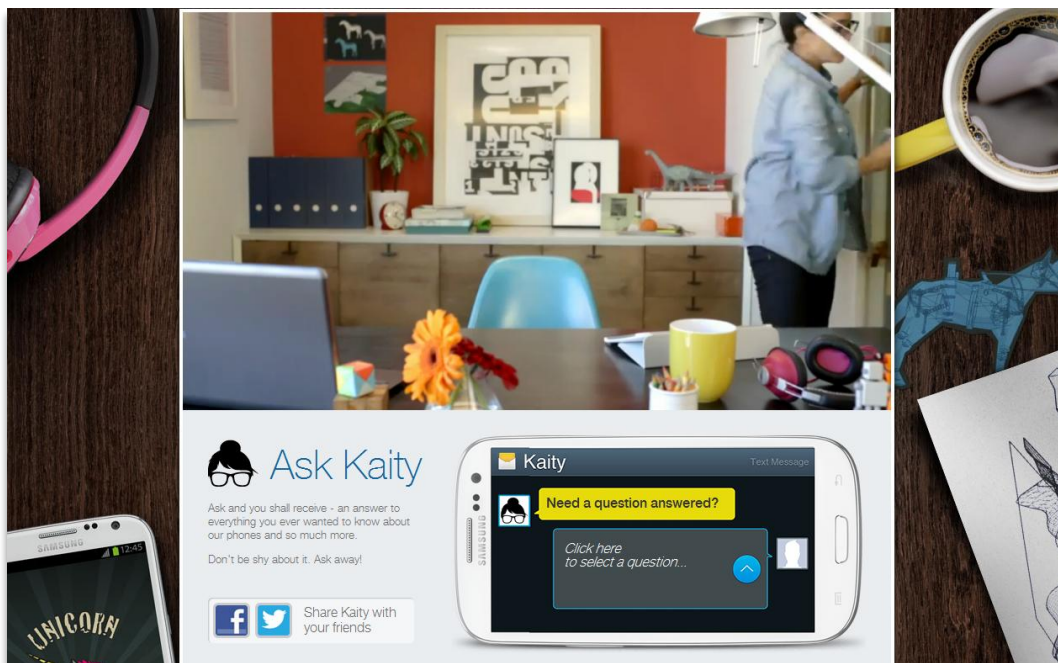 Ask Kaity
Ask and you shall receive - an answer to
everything you ever wanted to know about
our phones and so much more.
Don't be shy about it. Ask away!
Share Kaity with
your friends
Kaity
Text Message
Need a question answered?
Click here
to select a question...
SAMSUNG
SAMSUNG
12:45
UNICORN